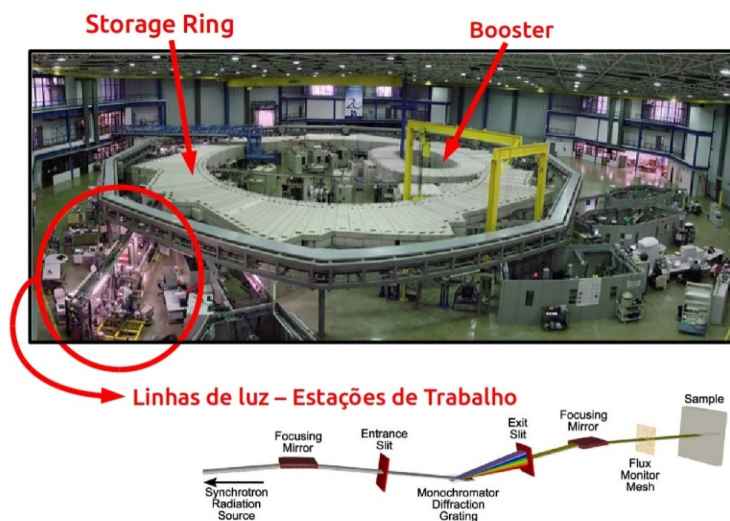 Storage Ring
Booster
Linhas de luz – Estações de Trabalho
Focusing
Mirror
Entrance
Slit
Exit
Slit
Focusing
Mirror
Sample
Synchrotron
Radiation
Source
Monochromator
Diffraction
Grating
Flux
Monitor
Mesh